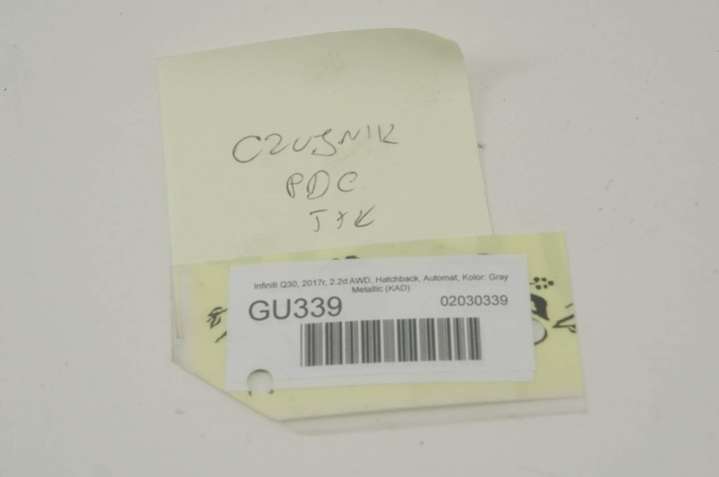 CZUJNIK
PDC
TYŁ
Infiniti Q30, 2017r, 2.2d AWD, Hatchback, Automat, Kolor: Gray
Metallic (KAD)
GU339
02030339